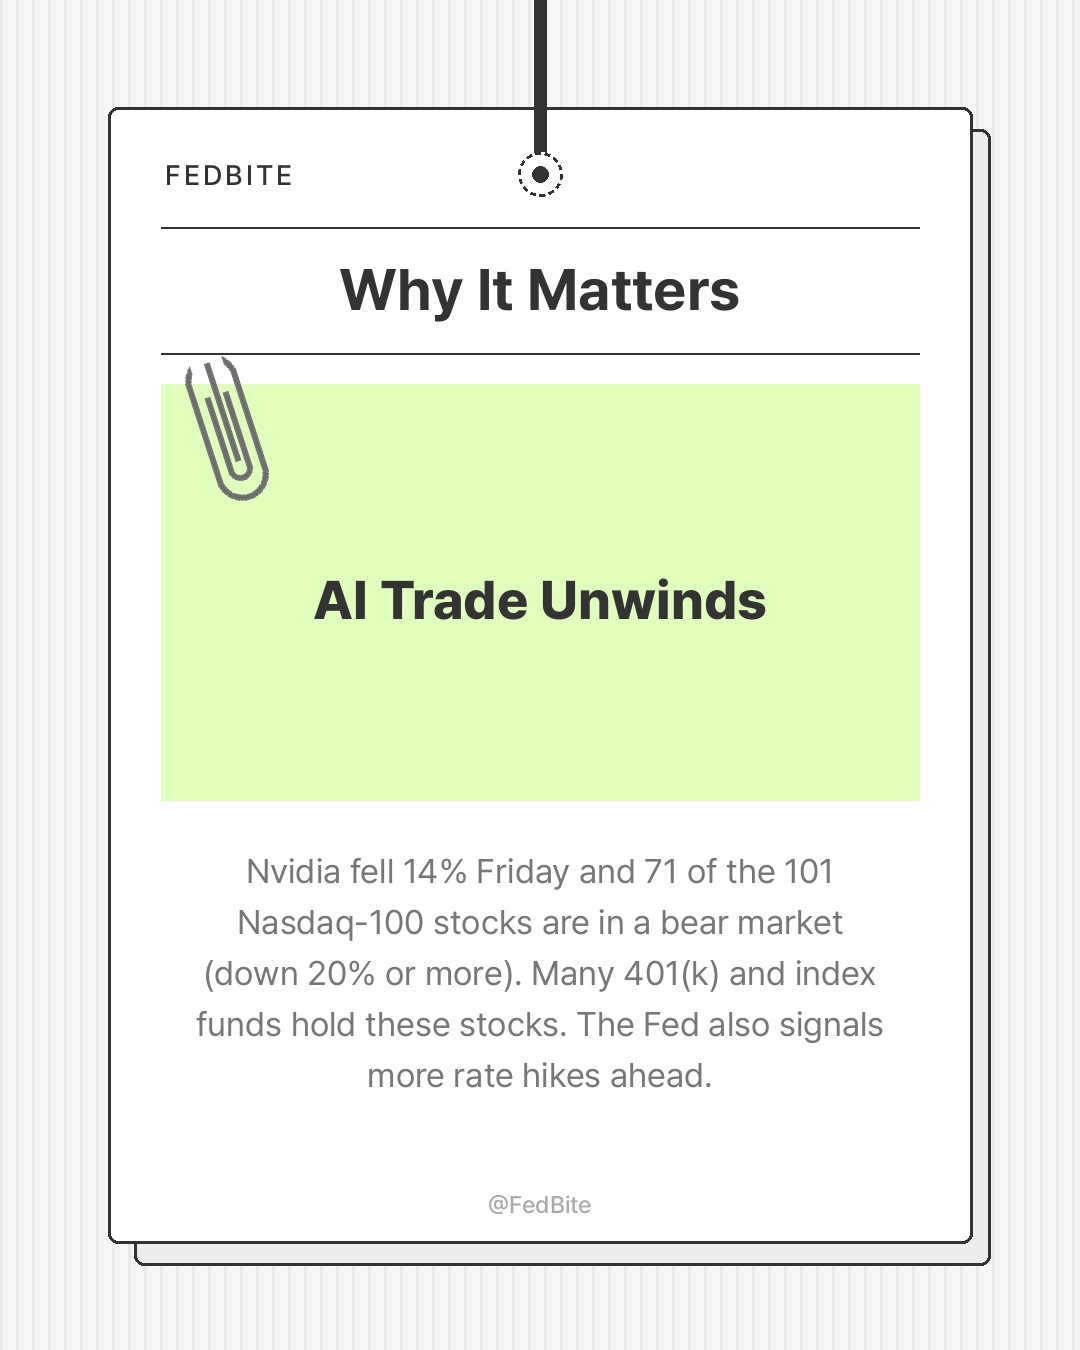 FEDBITE
Why It Matters
AI Trade Unwinds
Nvidia fell 14% Friday and 71 of the 101
Nasdaq-100 stocks are in a bear market
(down 20% or more). Many 401(k) and index
funds hold these stocks. The Fed also signals
more rate hikes ahead.
@FedBite